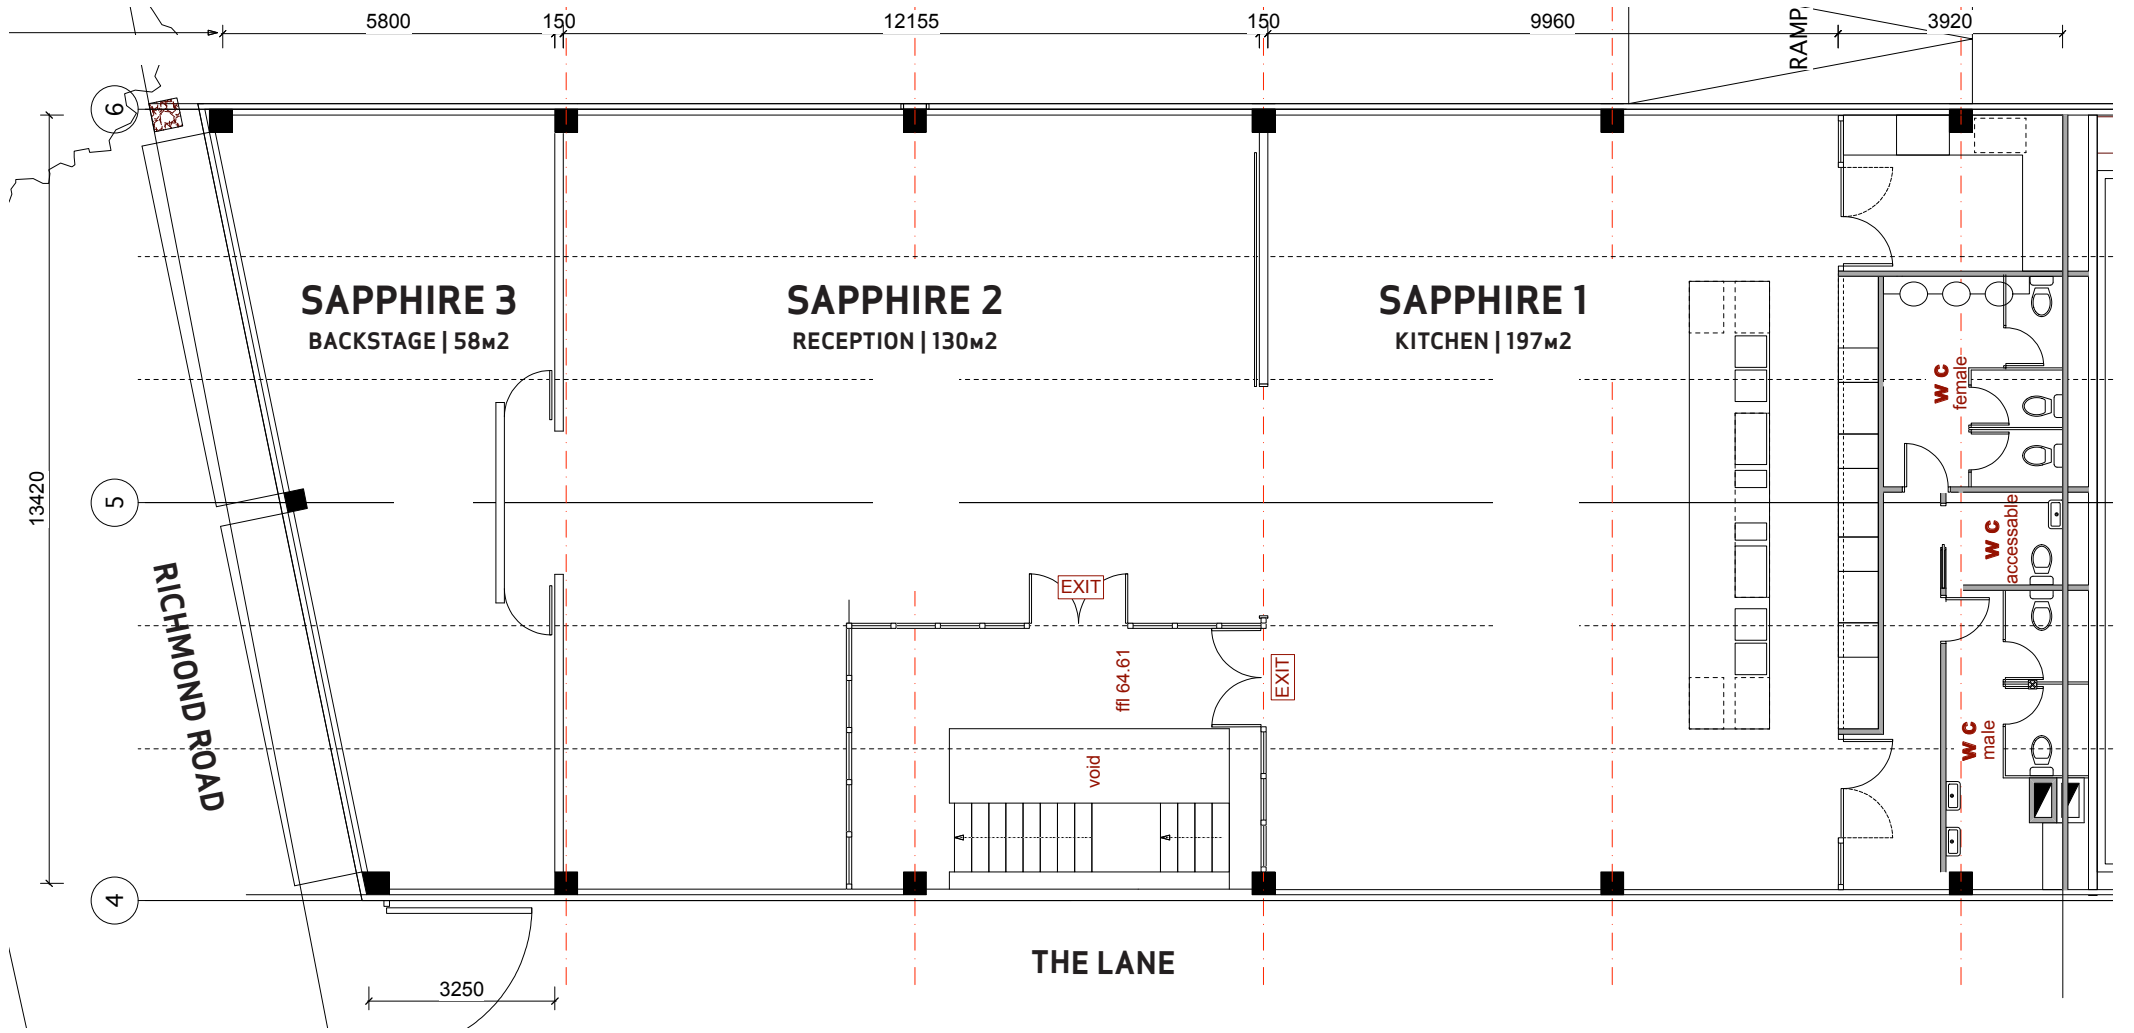 5800
150
12155
150
9960
3920
RAMP
6
SAPPHIRE 3
BACKSTAGE | 58м2
SAPPHIRE 2
RECEPTION | 130м2
SAPPHIRE 1
KITCHEN | 197м2
w c
female
13420
5
w c
accessable
EXIT
EXIT
ffl 64.61
RICHMOND ROAD
void
w c
male
4
THE LANE
3250